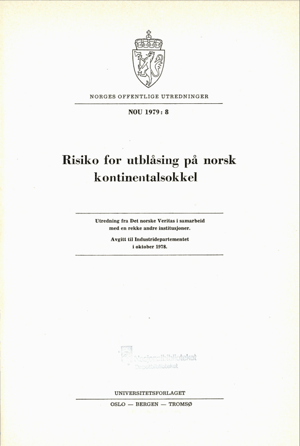 NORGES OFFENTLIGE UTREDNINGER
NOU 1979: 8
Risiko for utblåsing på norsk
kontinentalsokkel
Utredning fra Det norske Veritas i samarbeid
med en rekke andre institusjoner.
Avgitt til Industridepartementet
i oktober 1978.
UNIVERSITETSFORLAGET
OSLO — BERGEN — TROMSØ